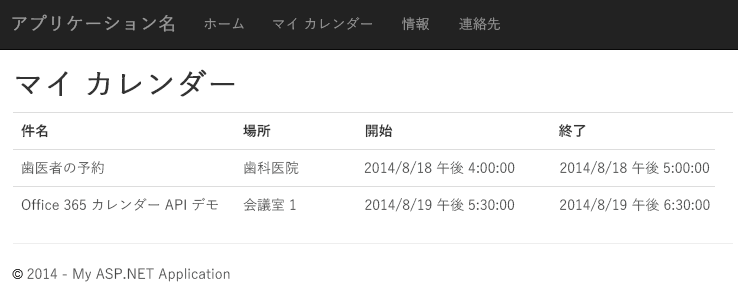 アプリケーション名 ホーム マイ カレンダー 情報 連絡先
マイ カレンダー
件名 場所 開始 終了
歯医者の予約 歯科医院 2014/8/18 午後 4:00:00 2014/8/18 午後 5:00:00
Office 365 カレンダー API デモ 会議室 1 2014/8/19 午後 5:30:00 2014/8/19 午後 6:30:00
© 2014 - My ASP.NET Application